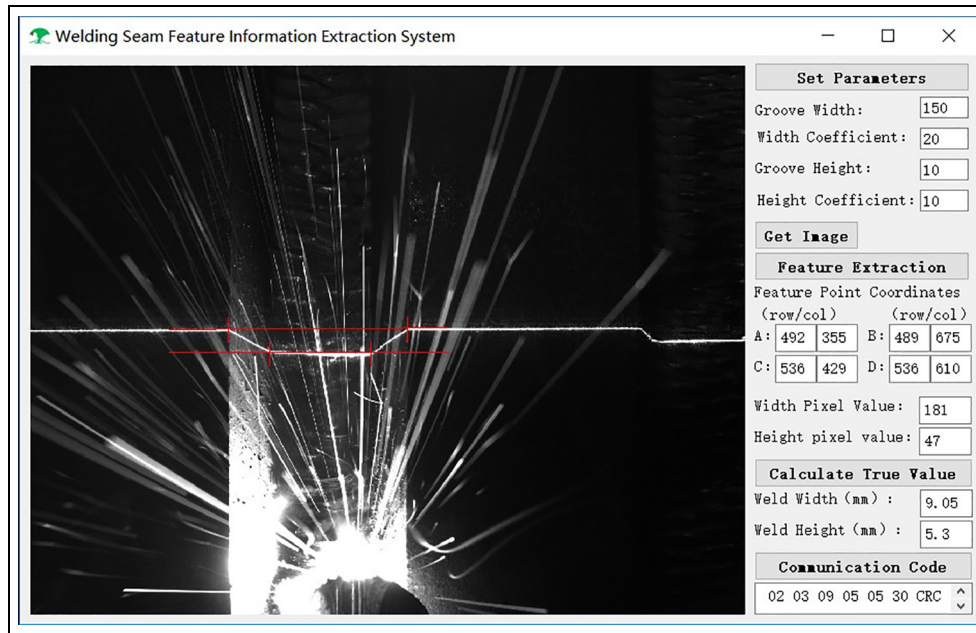 Welding Seam Feature Information Extraction System
Set Parameters
Groove Width: 150
Width Coefficient: 20
Groove Height: 10
Height Coefficient: 10
Get Image
Feature Extraction
Feature Point Coordinates
(row/col) (row/col)
A: 492 355 B: 489 675
C: 536 429 D: 536 610
Width Pixel Value: 181
Height pixel value: 47
Calculate True Value
Weld Width (mm) : 9.05
Weld Height (mm) : 5.3
Communication Code
02 03 09 05 05 30 CRC